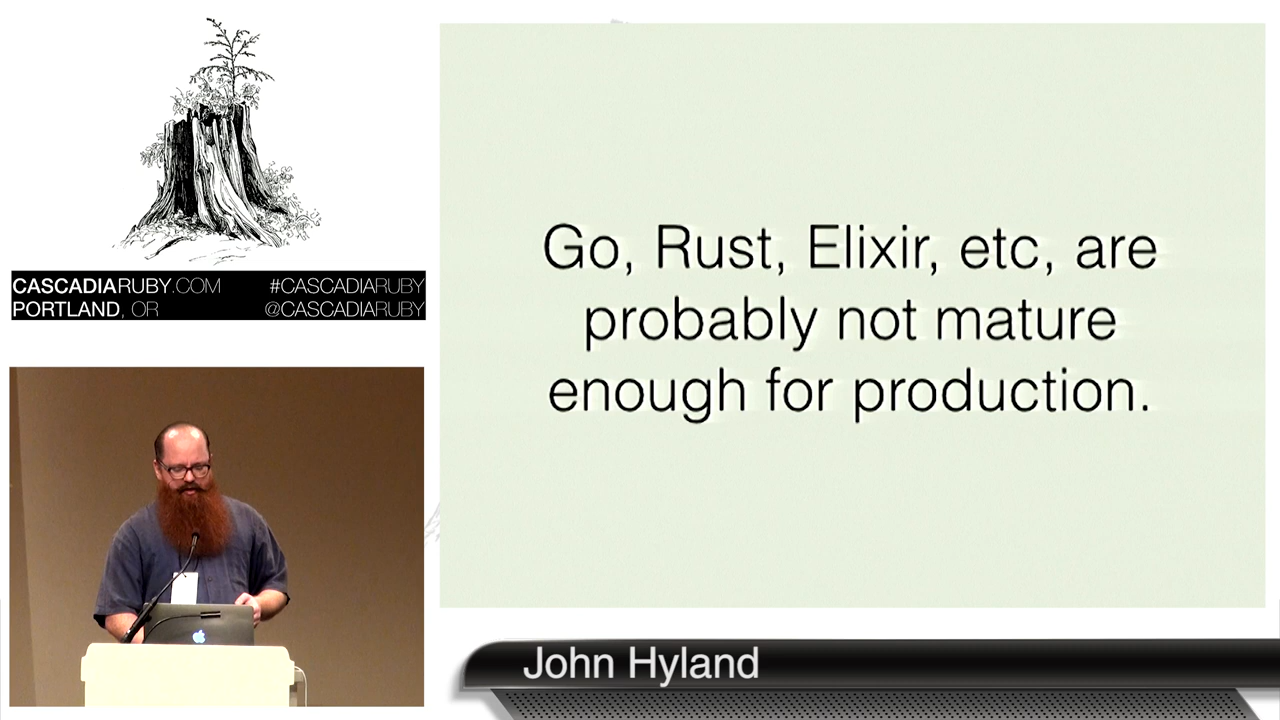 CASCADIARUBY.COM #CASCADIARUBY
PORTLAND, OR @CASCADIARUBY
Go, Rust, Elixir, etc, are
probably not mature
enough for production.
John Hyland